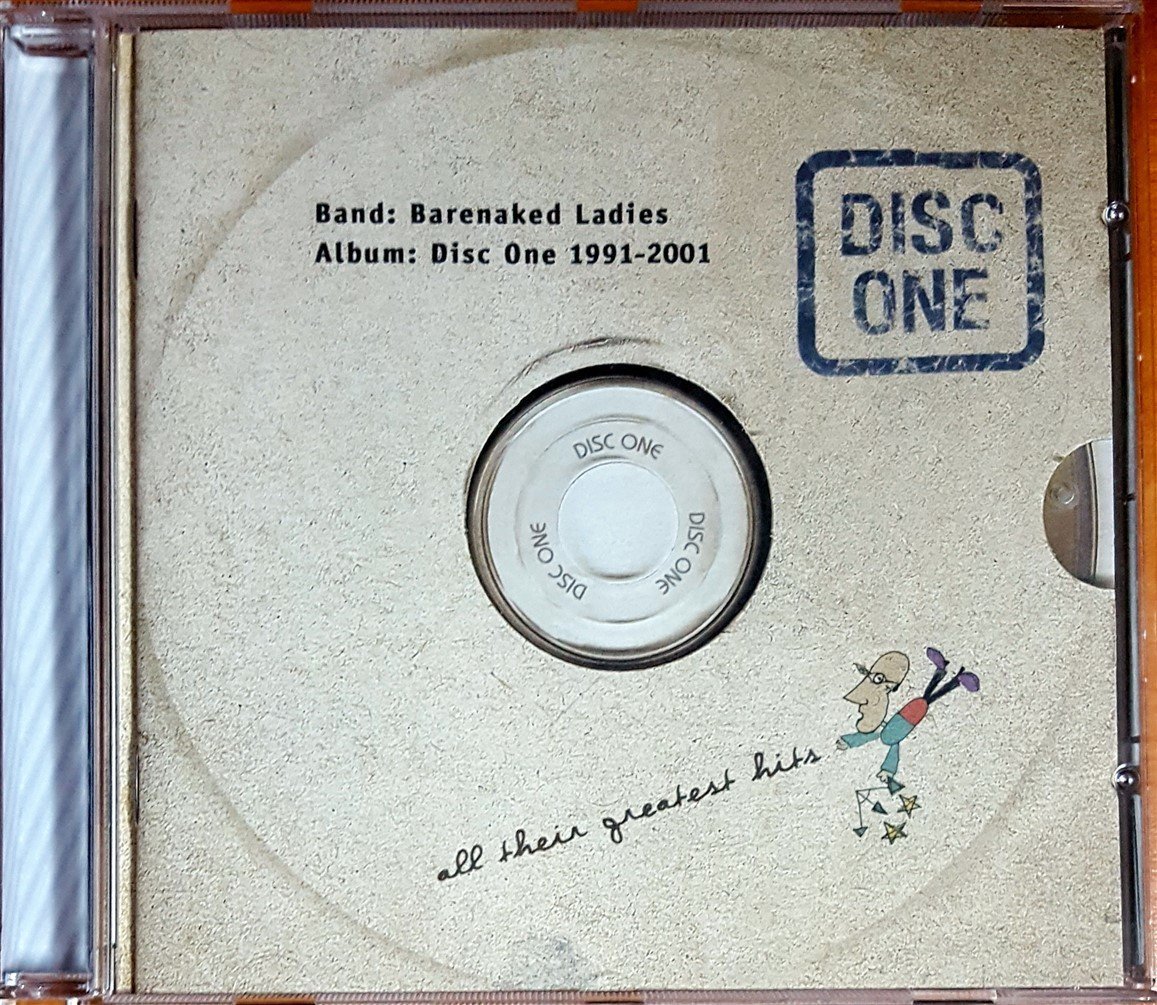 Band: Barenaked Ladies
Album: Disc One 1991-2001
DISC
ONE
DISC ONE
DISC ONE
DISC ONE
all their greatest hits